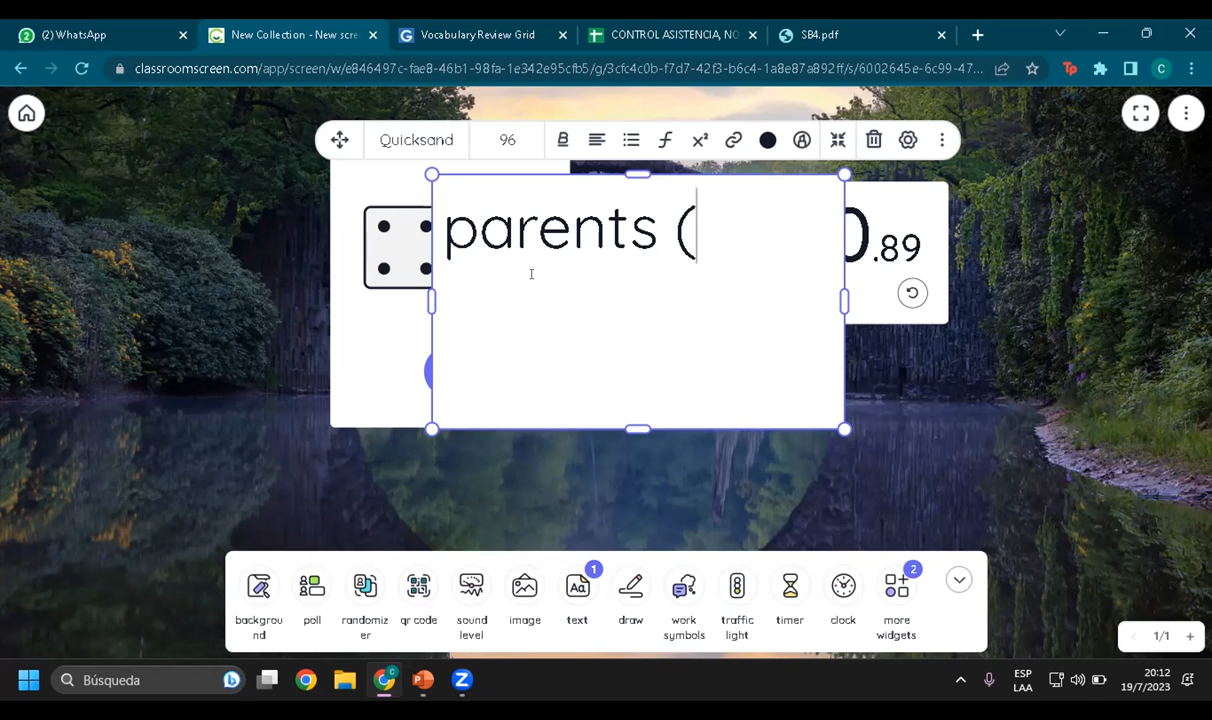 (2) WhatsApp
New Collection - New scre
Vocabulary Review Grid
CONTROL ASISTENCIA, NO
SB4.pdf
classroomscreen.com/app/screen/w/e846497c-fae8-46b1-98fa-1e342e95cfb5/g/3cfc4c0b-f7d7-42f3-b6c4-1a8e87a892ff/s/6002645e-6c99-47...
C
Quicksand
96
parents (
0.89
backgrou
nd
poll
randomiz
er
qr code
sound
level
image
1
text
draw
work
symbols
traffic
light
timer
clock
2
more
widgets
1/1
Búsqueda
ESP
LAA
20:12
19/7/2023